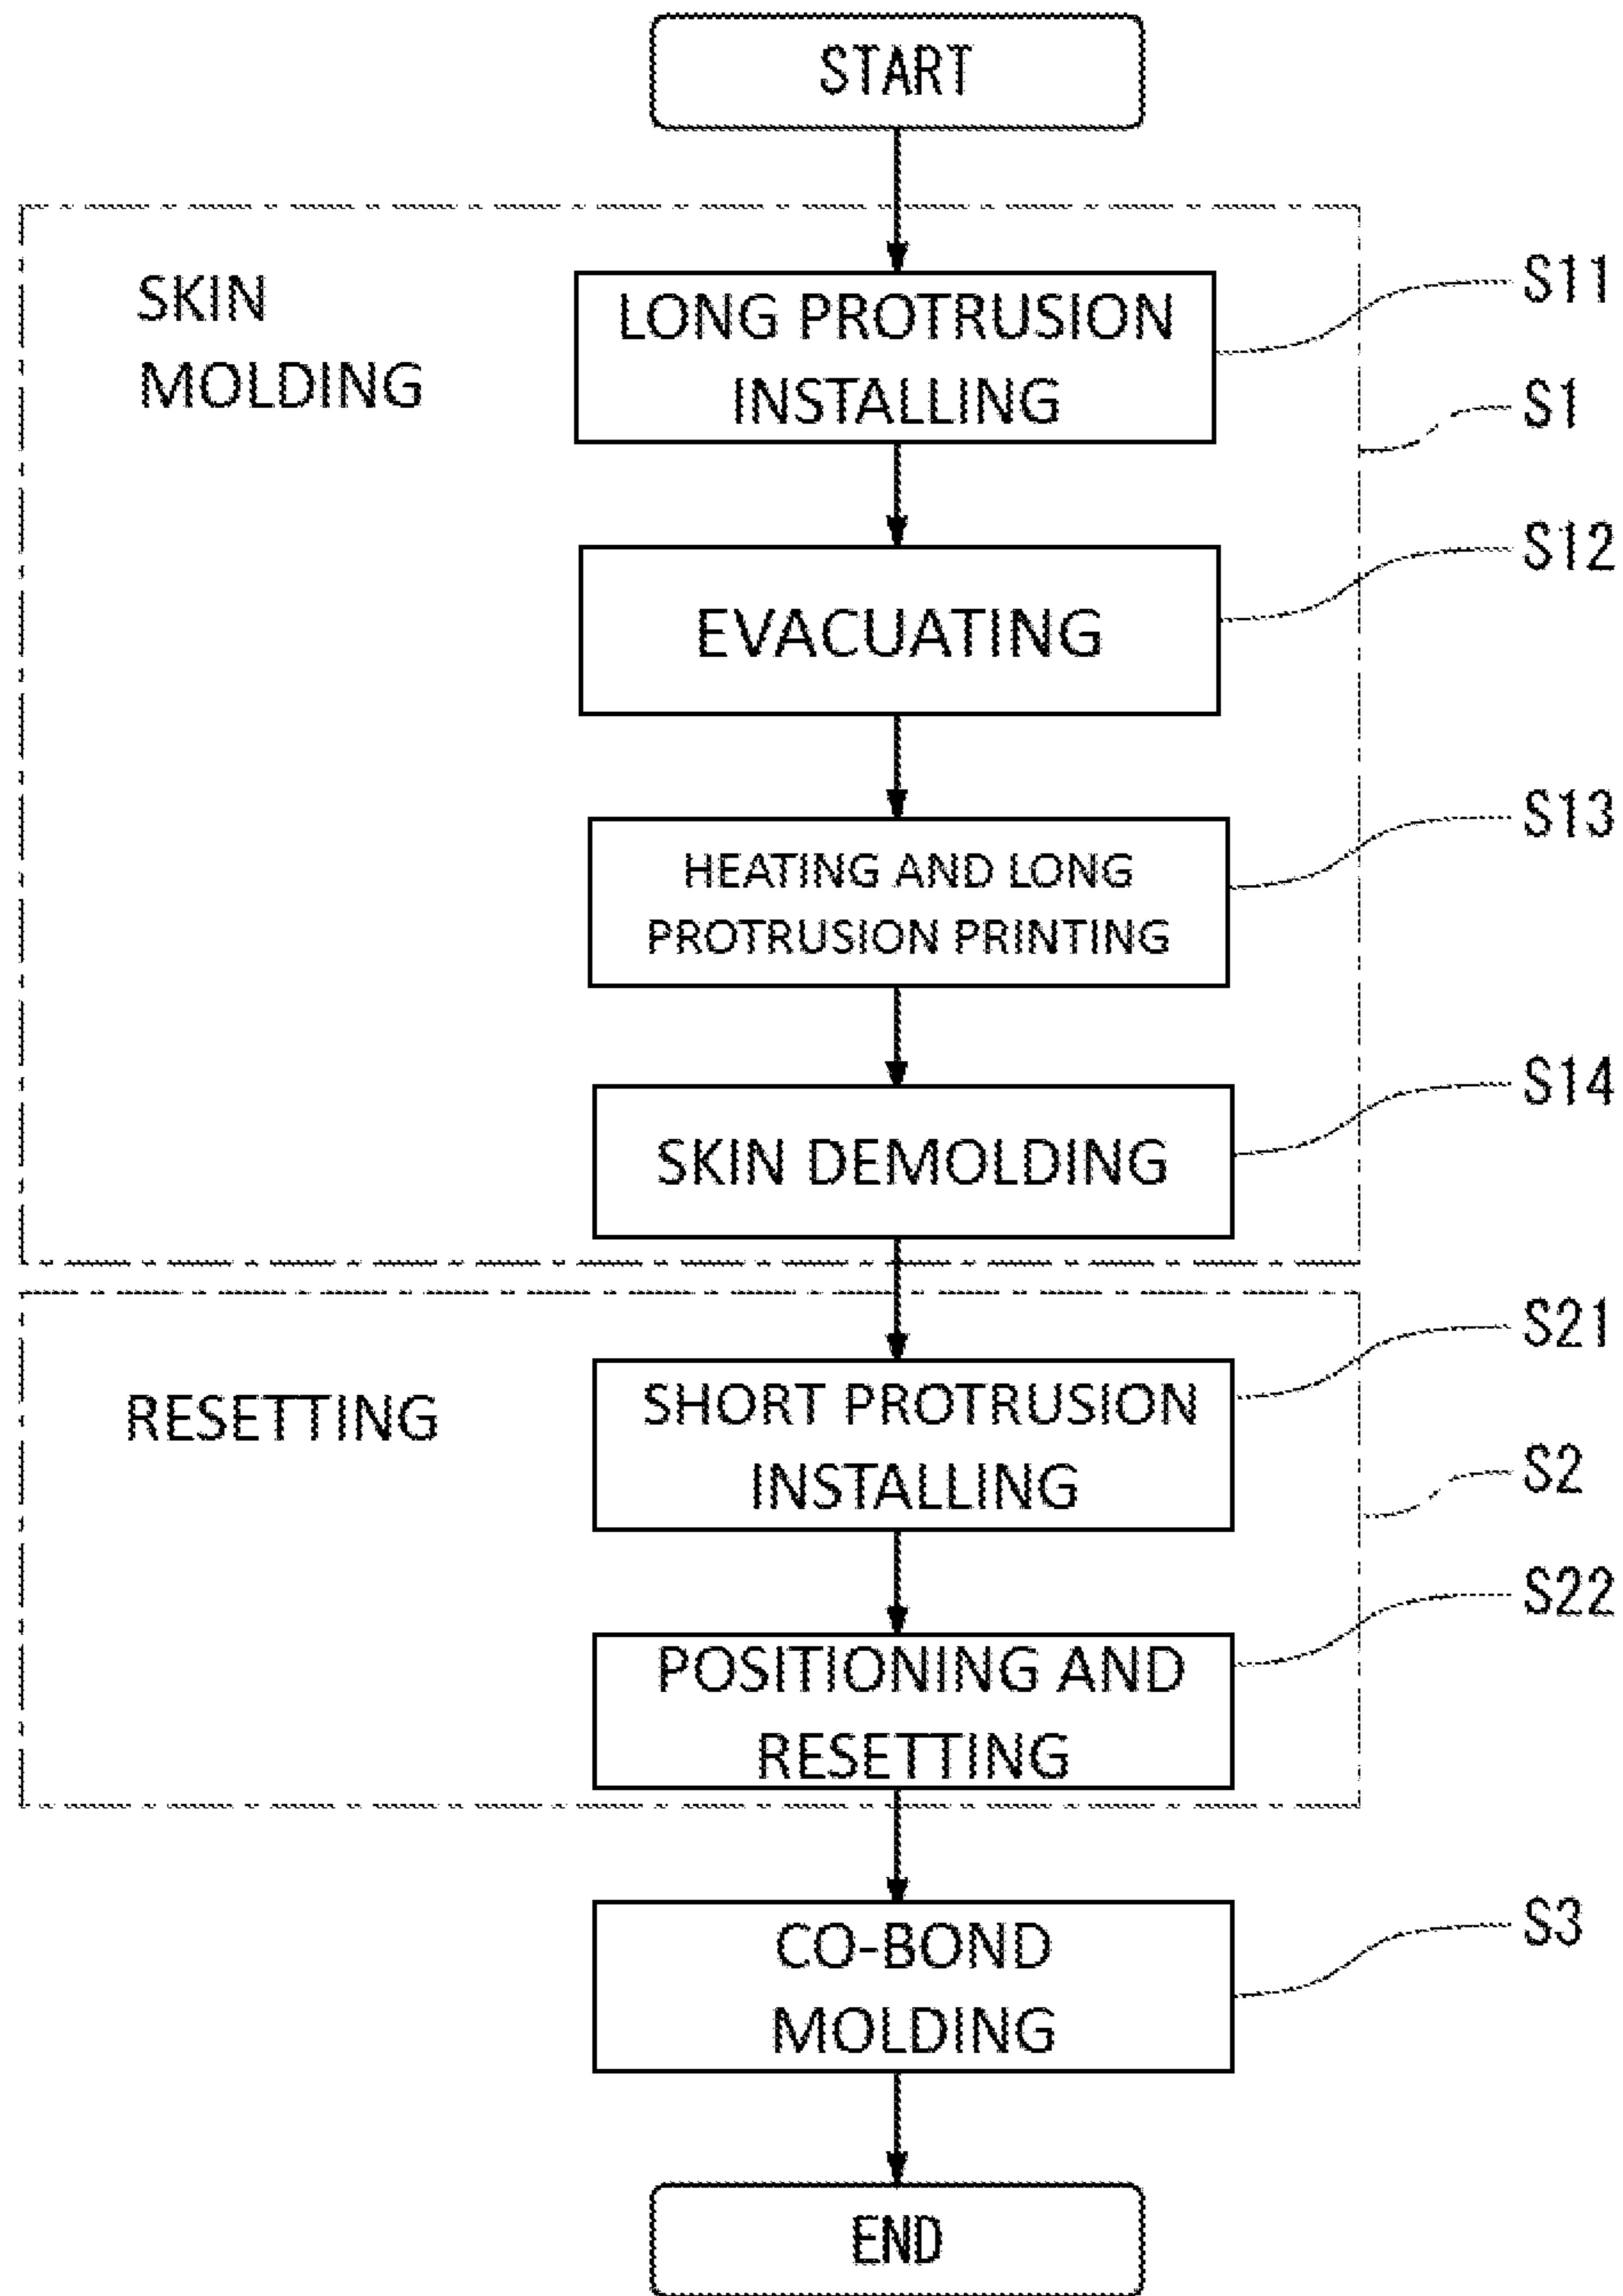 START
SKIN
MOLDING
LONG PROTRUSION
INSTALLING
S11
S1
EVACUATING
S12
HEATING AND LONG
PROTRUSION PRINTING
S13
SKIN DEMOLDING
S14
RESETTING
SHORT PROTRUSION
INSTALLING
S21
S2
POSITIONING AND
RESETTING
S22
CO-BOND
MOLDING
S3
END